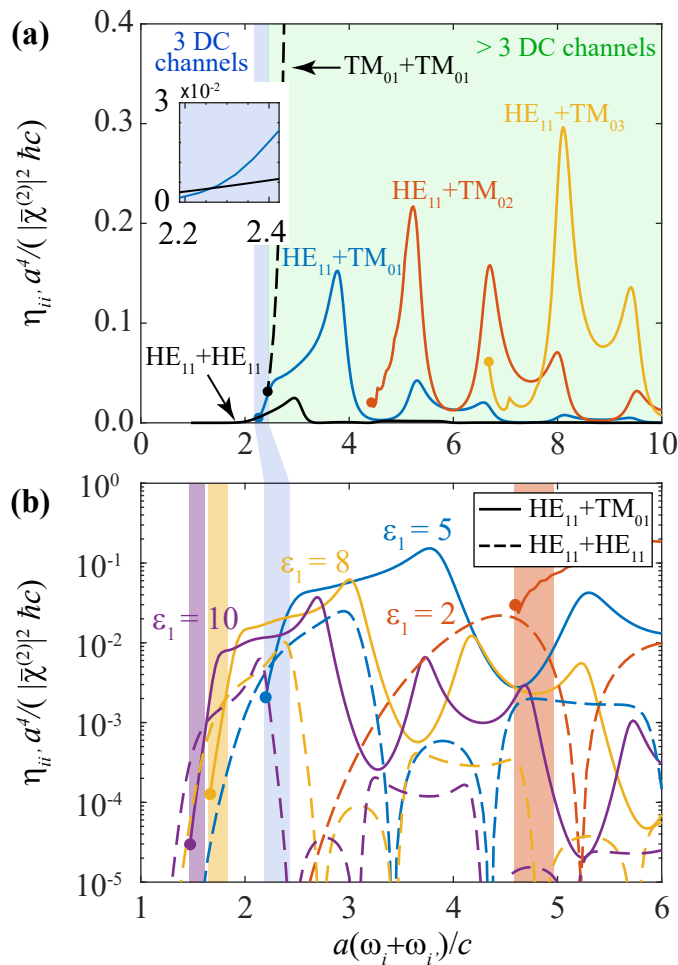 (a)
3 DC
channels
> 3 DC channels
TM₀₁+TM₀₁
3 x10⁻²
0
2.2 2.4
HE₁₁+TM₀₃
HE₁₁+TM₀₂
HE₁₁+TM₀₁
HE₁₁+HE₁₁
0.4
0.3
0.2
0.1
0.0
η_ii', a⁴/( |χ̄⁽²⁾|² ħc)
0 2 4 6 8 10
(b)
HE₁₁+TM₀₁
HE₁₁+HE₁₁
ε₁ = 5
ε₁ = 8
ε₁ = 10
ε₁ = 2
10⁰
10⁻¹
10⁻²
10⁻³
10⁻⁴
10⁻⁵
η_ii', a⁴/( |χ̄⁽²⁾|² ħc)
1 2 3 4 5 6
a(ω_i+ω_i')/c